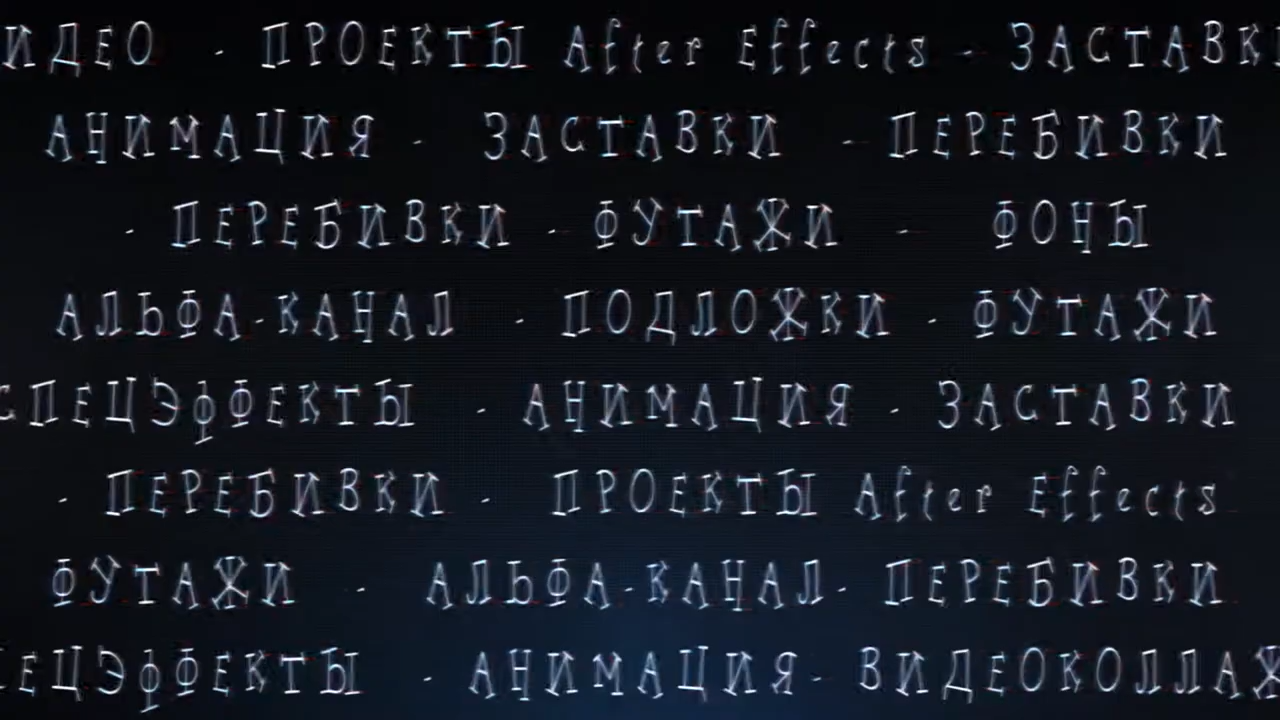 ИДЕО - ПРОЕКТЫ After Effects - ЗАСТАВК
АНИМАЦИЯ - ЗАСТАВКИ - ПЕРЕБИВКИ
- ПЕРЕБИВКИ - ФУТАЖИ - ФОНЫ
АЛЬФА-КАНАЛ - ПОДЛОЖКИ - ФУТАЖИ
СПЕЦЭФФЕКТЫ - АНИМАЦИЯ - ЗАСТАВКИ
- ПЕРЕБИВКИ - ПРОЕКТЫ After Effects
ФУТАЖИ - АЛЬФА-КАНАЛ - ПЕРЕБИВКИ
ЕЦЭФФЕКТЫ - АНИМАЦИЯ - ВИДЕОКОЛЛАЖ